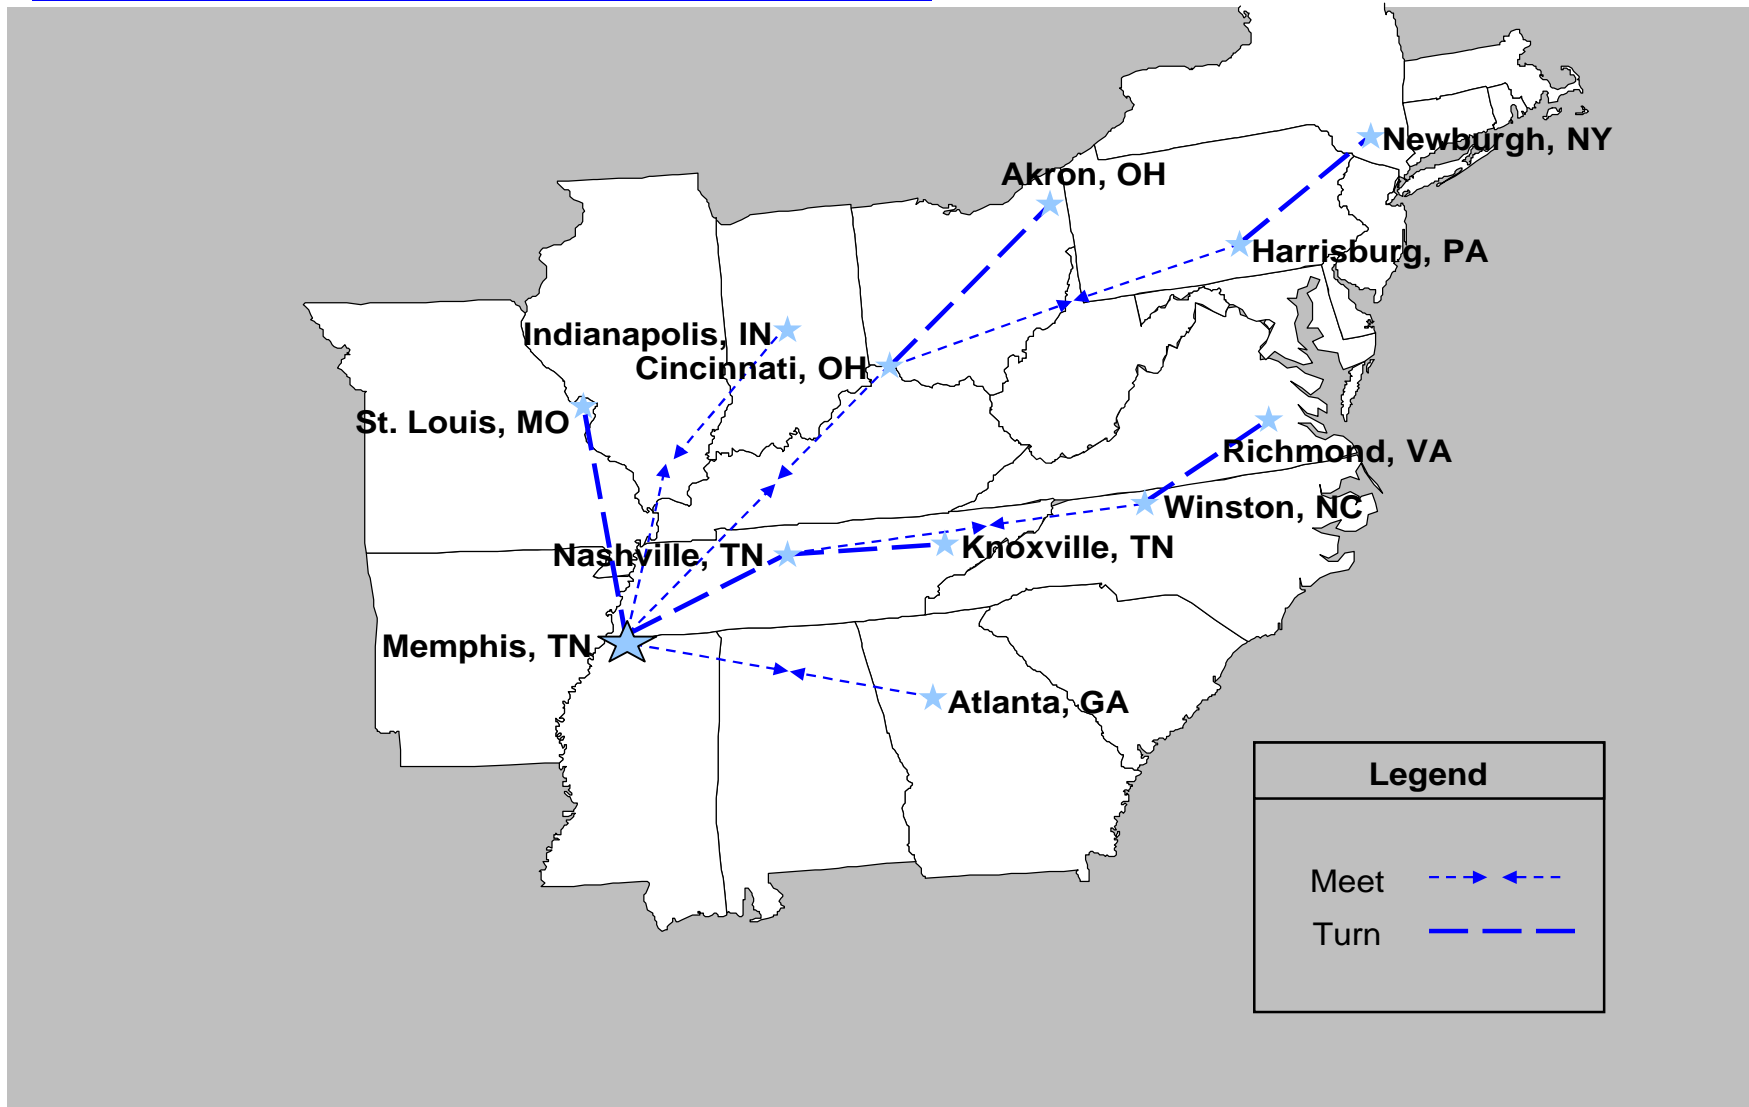 Newburgh, NY
Akron, OH
Harrisburg, PA
Indianapolis, IN
Cincinnati, OH
St. Louis, MO
Richmond, VA
Winston, NC
Nashville, TN
Knoxville, TN
Memphis, TN
Atlanta, GA
Legend
Meet
Turn